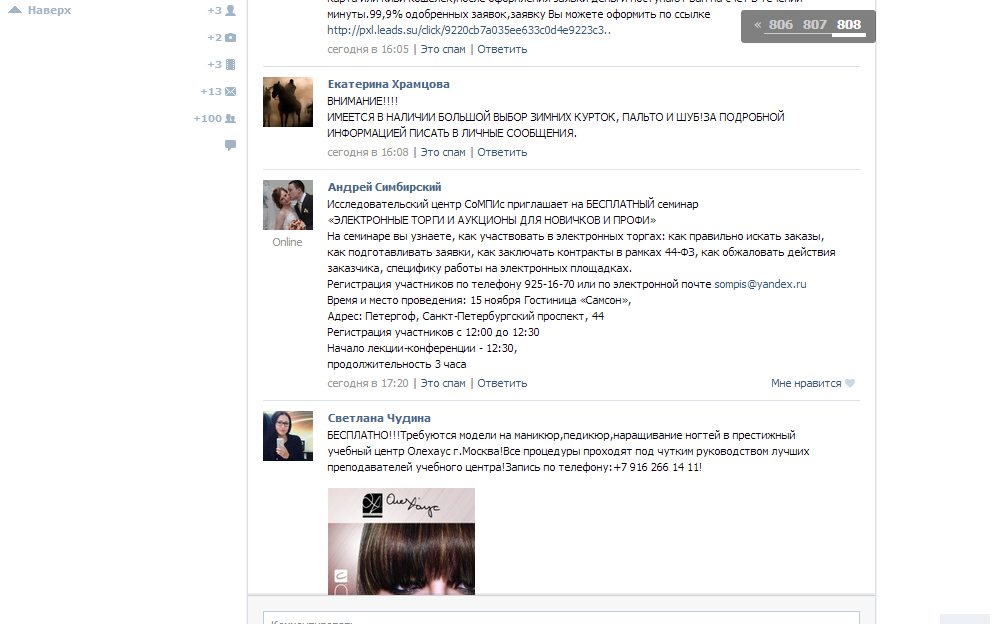 Наверх
+3
+2
+3
+13
+100
« 806 807 808
минуты.99,9% одобренных заявок,заявку Вы можете оформить по ссылке
http://pxl.leads.su/click/9220cb7a035ee633c0d4e9223c3..
сегодня в 16:05 | Это спам | Ответить
Екатерина Храмцова
ВНИМАНИЕ!!!!
ИМЕЕТСЯ В НАЛИЧИИ БОЛЬШОЙ ВЫБОР ЗИМНИХ КУРТОК, ПАЛЬТО И ШУБ!ЗА ПОДРОБНОЙ
ИНФОРМАЦИЕЙ ПИСАТЬ В ЛИЧНЫЕ СООБЩЕНИЯ.
сегодня в 16:08 | Это спам | Ответить
Андрей Симбирский
Online
Исследовательский центр СоМПИс приглашает на БЕСПЛАТНЫЙ семинар
«ЭЛЕКТРОННЫЕ ТОРГИ И АУКЦИОНЫ ДЛЯ НОВИЧКОВ И ПРОФИ»
На семинаре вы узнаете, как участвовать в электронных торгах: как правильно искать заказы,
как подготавливать заявки, как заключать контракты в рамках 44-ФЗ, как обжаловать действия
заказчика, специфику работы на электронных площадках.
Регистрация участников по телефону 925-16-70 или по электронной почте sompis@yandex.ru
Время и место проведения: 15 ноября Гостиница «Самсон»,
Адрес: Петергоф, Санкт-Петербургский проспект, 44
Регистрация участников с 12:00 до 12:30
Начало лекции-конференции - 12:30,
продолжительность 3 часа
сегодня в 17:20 | Это спам | Ответить
Мне нравится
Светлана Чудина
БЕСПЛАТНО!!!Требуются модели на маникюр,педикюр,наращивание ногтей в престижный
учебный центр Олехаус г.Москва!Все процедуры проходят под чутким руководством лучших
преподавателей учебного центра!Запись по телефону:+7 916 266 14 11!
ОлеХаус